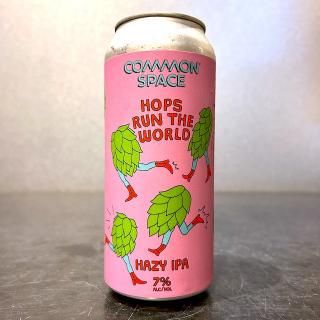 COMMON
SPACE
HOPS
RUN THE
WORLD
HAZY IPA
7%
ALC/VOL